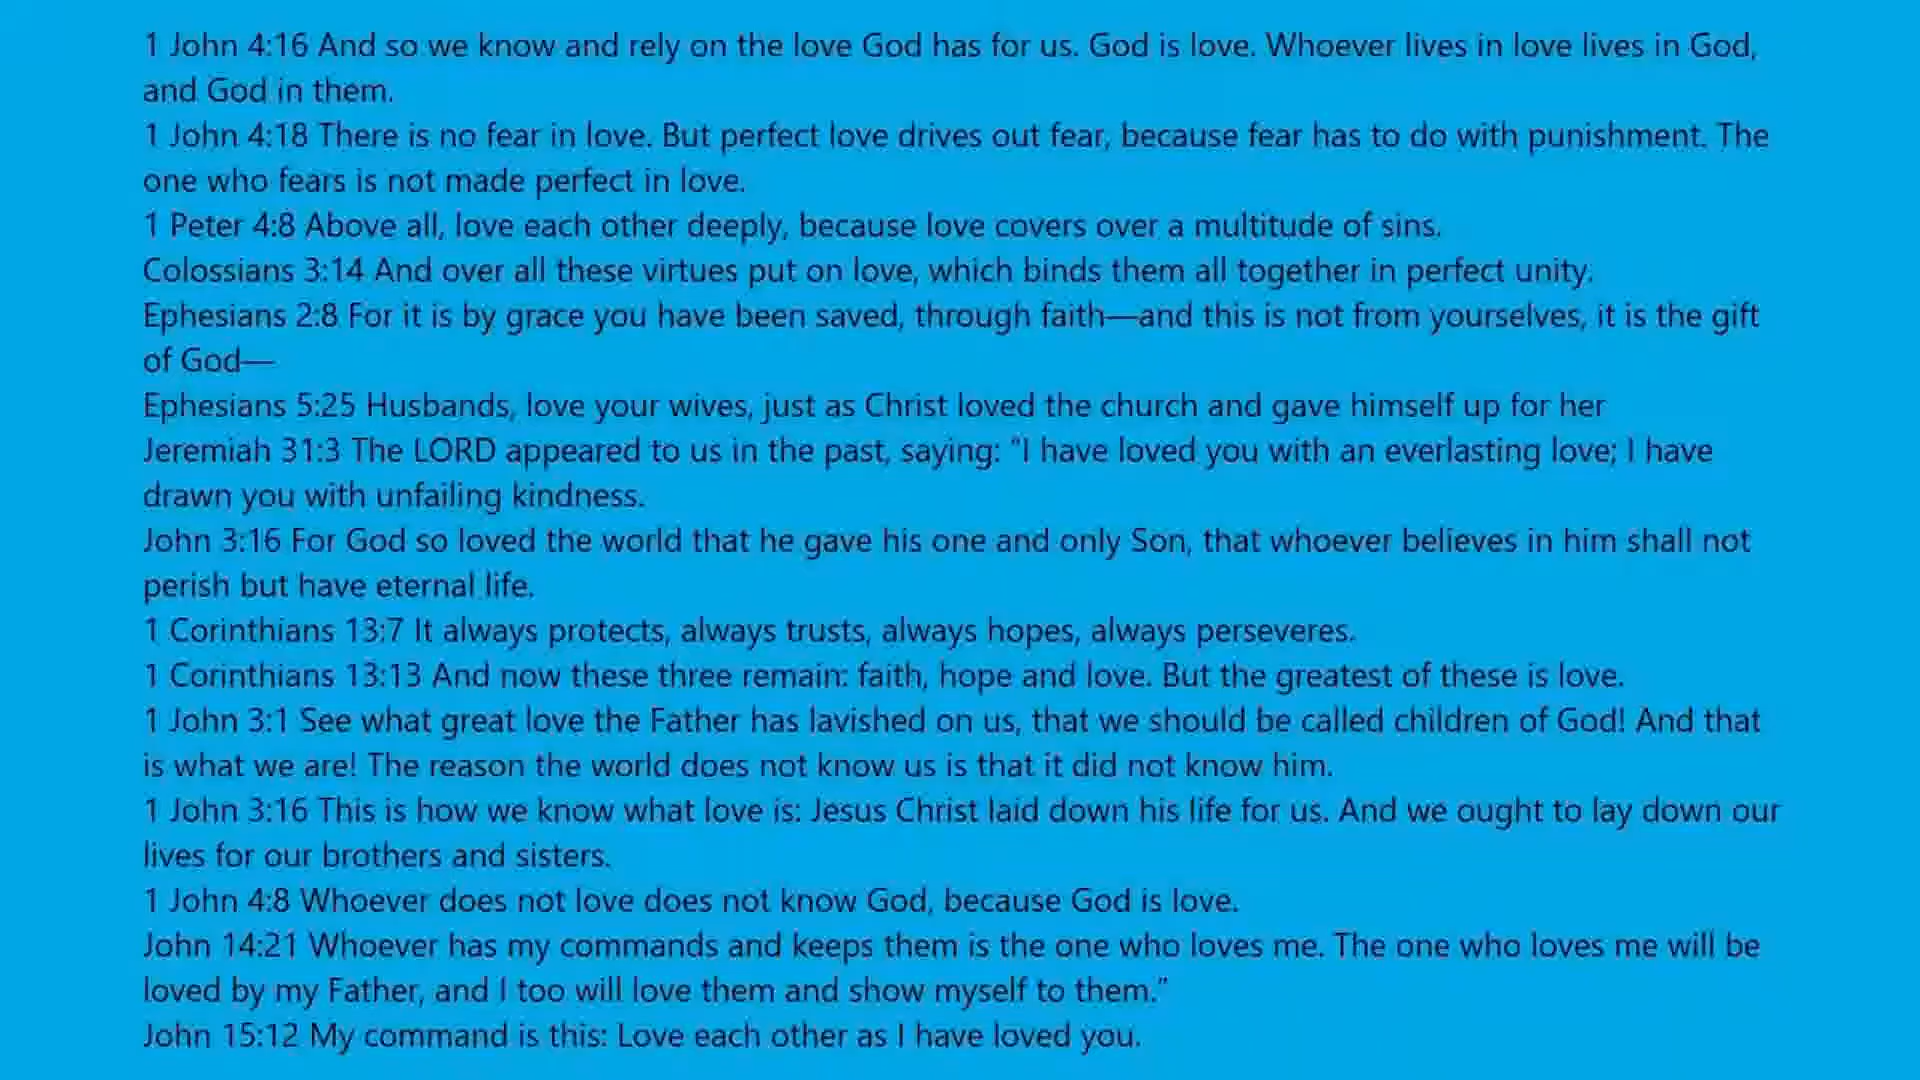 1 John 4:16 And so we know and rely on the love God has for us. God is love. Whoever lives in love lives in God,
and God in them.
1 John 4:18 There is no fear in love. But perfect love drives out fear, because fear has to do with punishment. The
one who fears is not made perfect in love.
1 Peter 4:8 Above all, love each other deeply, because love covers over a multitude of sins.
Colossians 3:14 And over all these virtues put on love, which binds them all together in perfect unity.
Ephesians 2:8 For it is by grace you have been saved, through faith—and this is not from yourselves, it is the gift
of God—
Ephesians 5:25 Husbands, love your wives, just as Christ loved the church and gave himself up for her
Jeremiah 31:3 The LORD appeared to us in the past, saying: “I have loved you with an everlasting love; I have
drawn you with unfailing kindness.
John 3:16 For God so loved the world that he gave his one and only Son, that whoever believes in him shall not
perish but have eternal life.
1 Corinthians 13:7 It always protects, always trusts, always hopes, always perseveres.
1 Corinthians 13:13 And now these three remain: faith, hope and love. But the greatest of these is love.
1 John 3:1 See what great love the Father has lavished on us, that we should be called children of God! And that
is what we are! The reason the world does not know us is that it did not know him.
1 John 3:16 This is how we know what love is: Jesus Christ laid down his life for us. And we ought to lay down our
lives for our brothers and sisters.
1 John 4:8 Whoever does not love does not know God, because God is love.
John 14:21 Whoever has my commands and keeps them is the one who loves me. The one who loves me will be
loved by my Father, and I too will love them and show myself to them.”
John 15:12 My command is this: Love each other as I have loved you.